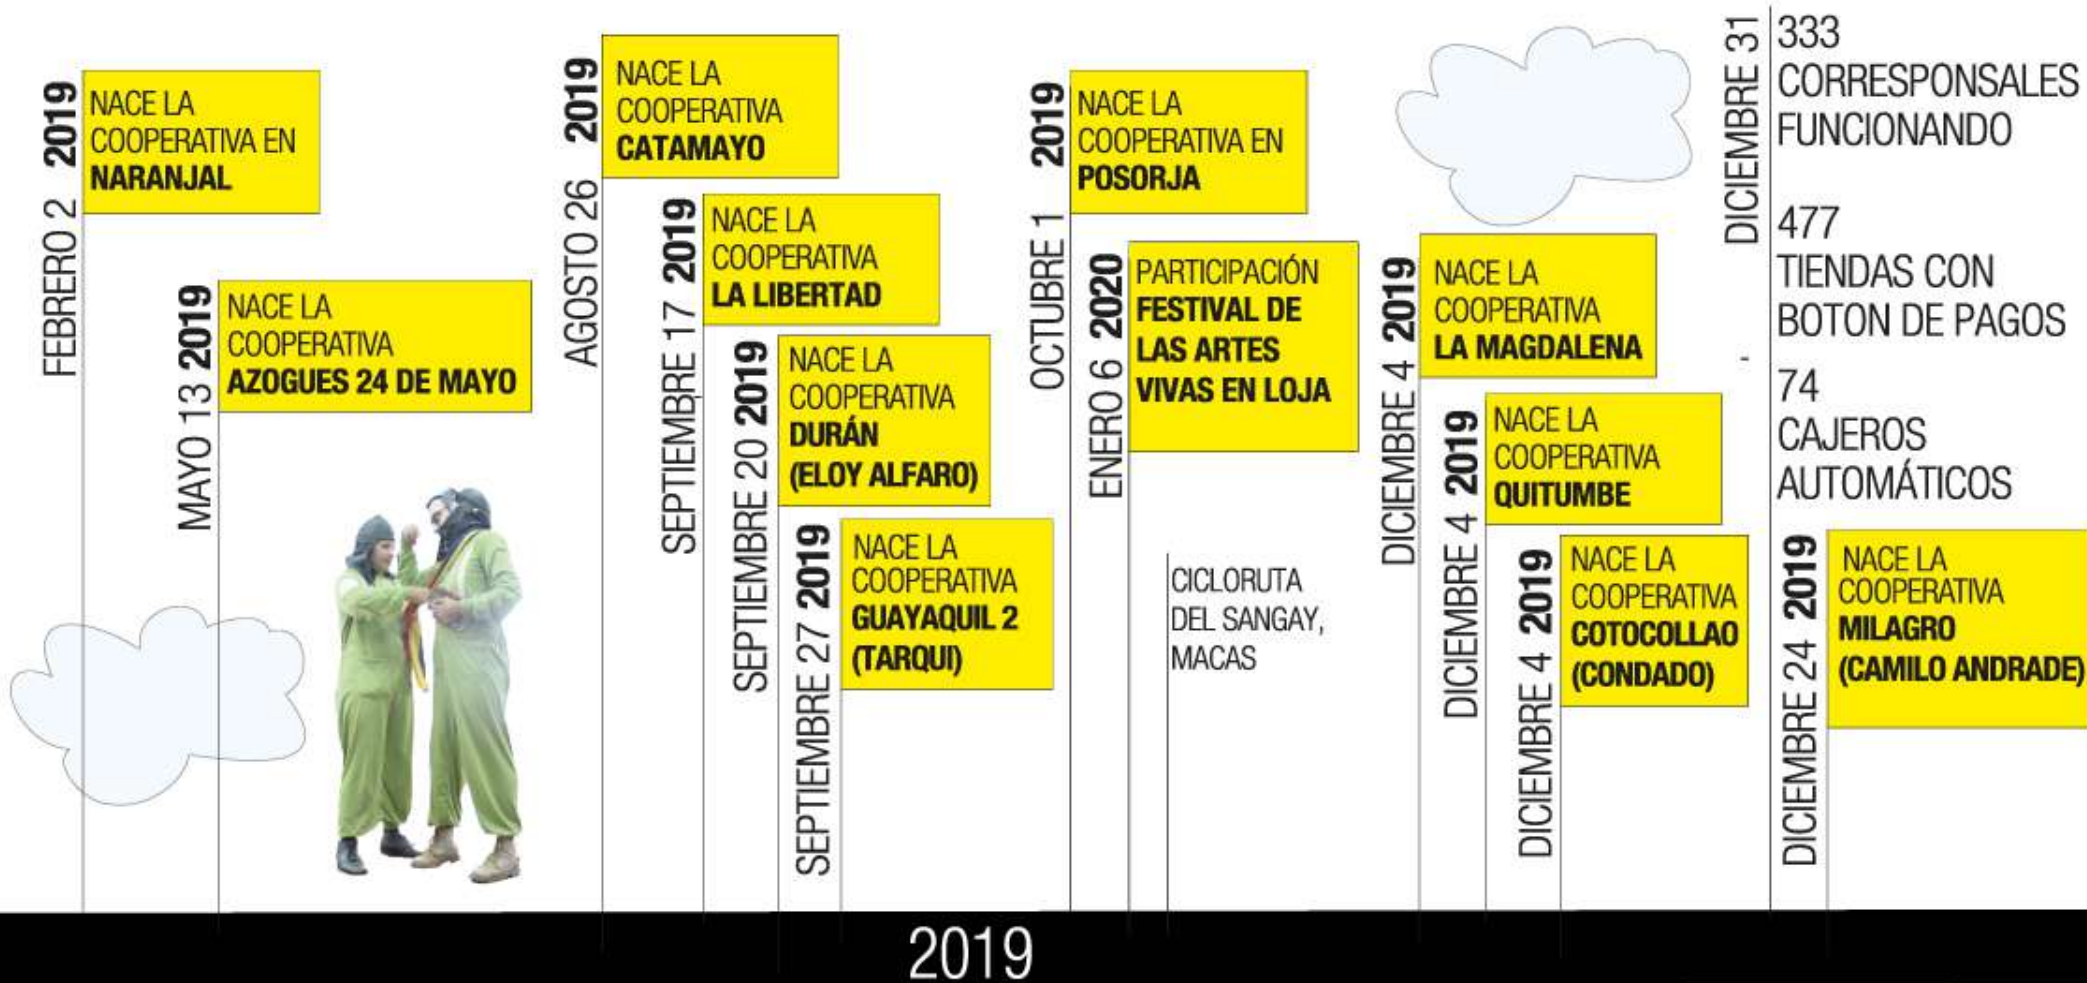 FEBRERO 2 2019
NACE LA
COOPERATIVA EN
NARANJAL
MAYO 13 2019
NACE LA
COOPERATIVA
AZOGUES 24 DE MAYO
AGOSTO 26 2019
NACE LA
COOPERATIVA
CATAMAYO
SEPTIEMBRE 17 2019
NACE LA
COOPERATIVA
LA LIBERTAD
SEPTIEMBRE 20 2019
NACE LA
COOPERATIVA
DURÁN
(ELOY ALFARO)
SEPTIEMBRE 27 2019
NACE LA
COOPERATIVA
GUAYAQUIL 2
(TARQUI)
OCTUBRE 1 2019
NACE LA
COOPERATIVA EN
POSORJA
ENERO 6 2020
PARTICIPACIÓN
FESTIVAL DE
LAS ARTES
VIVAS EN LOJA
CICLORUTA
DEL SANGAY,
MACAS
DICIEMBRE 4 2019
NACE LA
COOPERATIVA
LA MAGDALENA
DICIEMBRE 4 2019
NACE LA
COOPERATIVA
QUITUMBE
DICIEMBRE 4 2019
NACE LA
COOPERATIVA
COTOCOLLAO
(CONDADO)
DICIEMBRE 31
333
CORRESPONSALES
FUNCIONANDO
477
TIENDAS CON
BOTON DE PAGOS
74
CAJEROS
AUTOMÁTICOS
DICIEMBRE 24 2019
NACE LA
COOPERATIVA
MILAGRO
(CAMILO ANDRADE)
2019